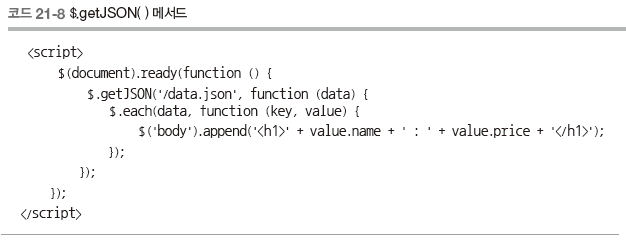 코드 21-8 $.getJSON( ) 메서드
<script>
$(document).ready(function () {
$.getJSON('/data.json', function (data) {
$.each(data, function (key, value) {
$('body').append('<h1>' + value.name + ' : ' + value.price + '</h1>');
});
});
});
</script>